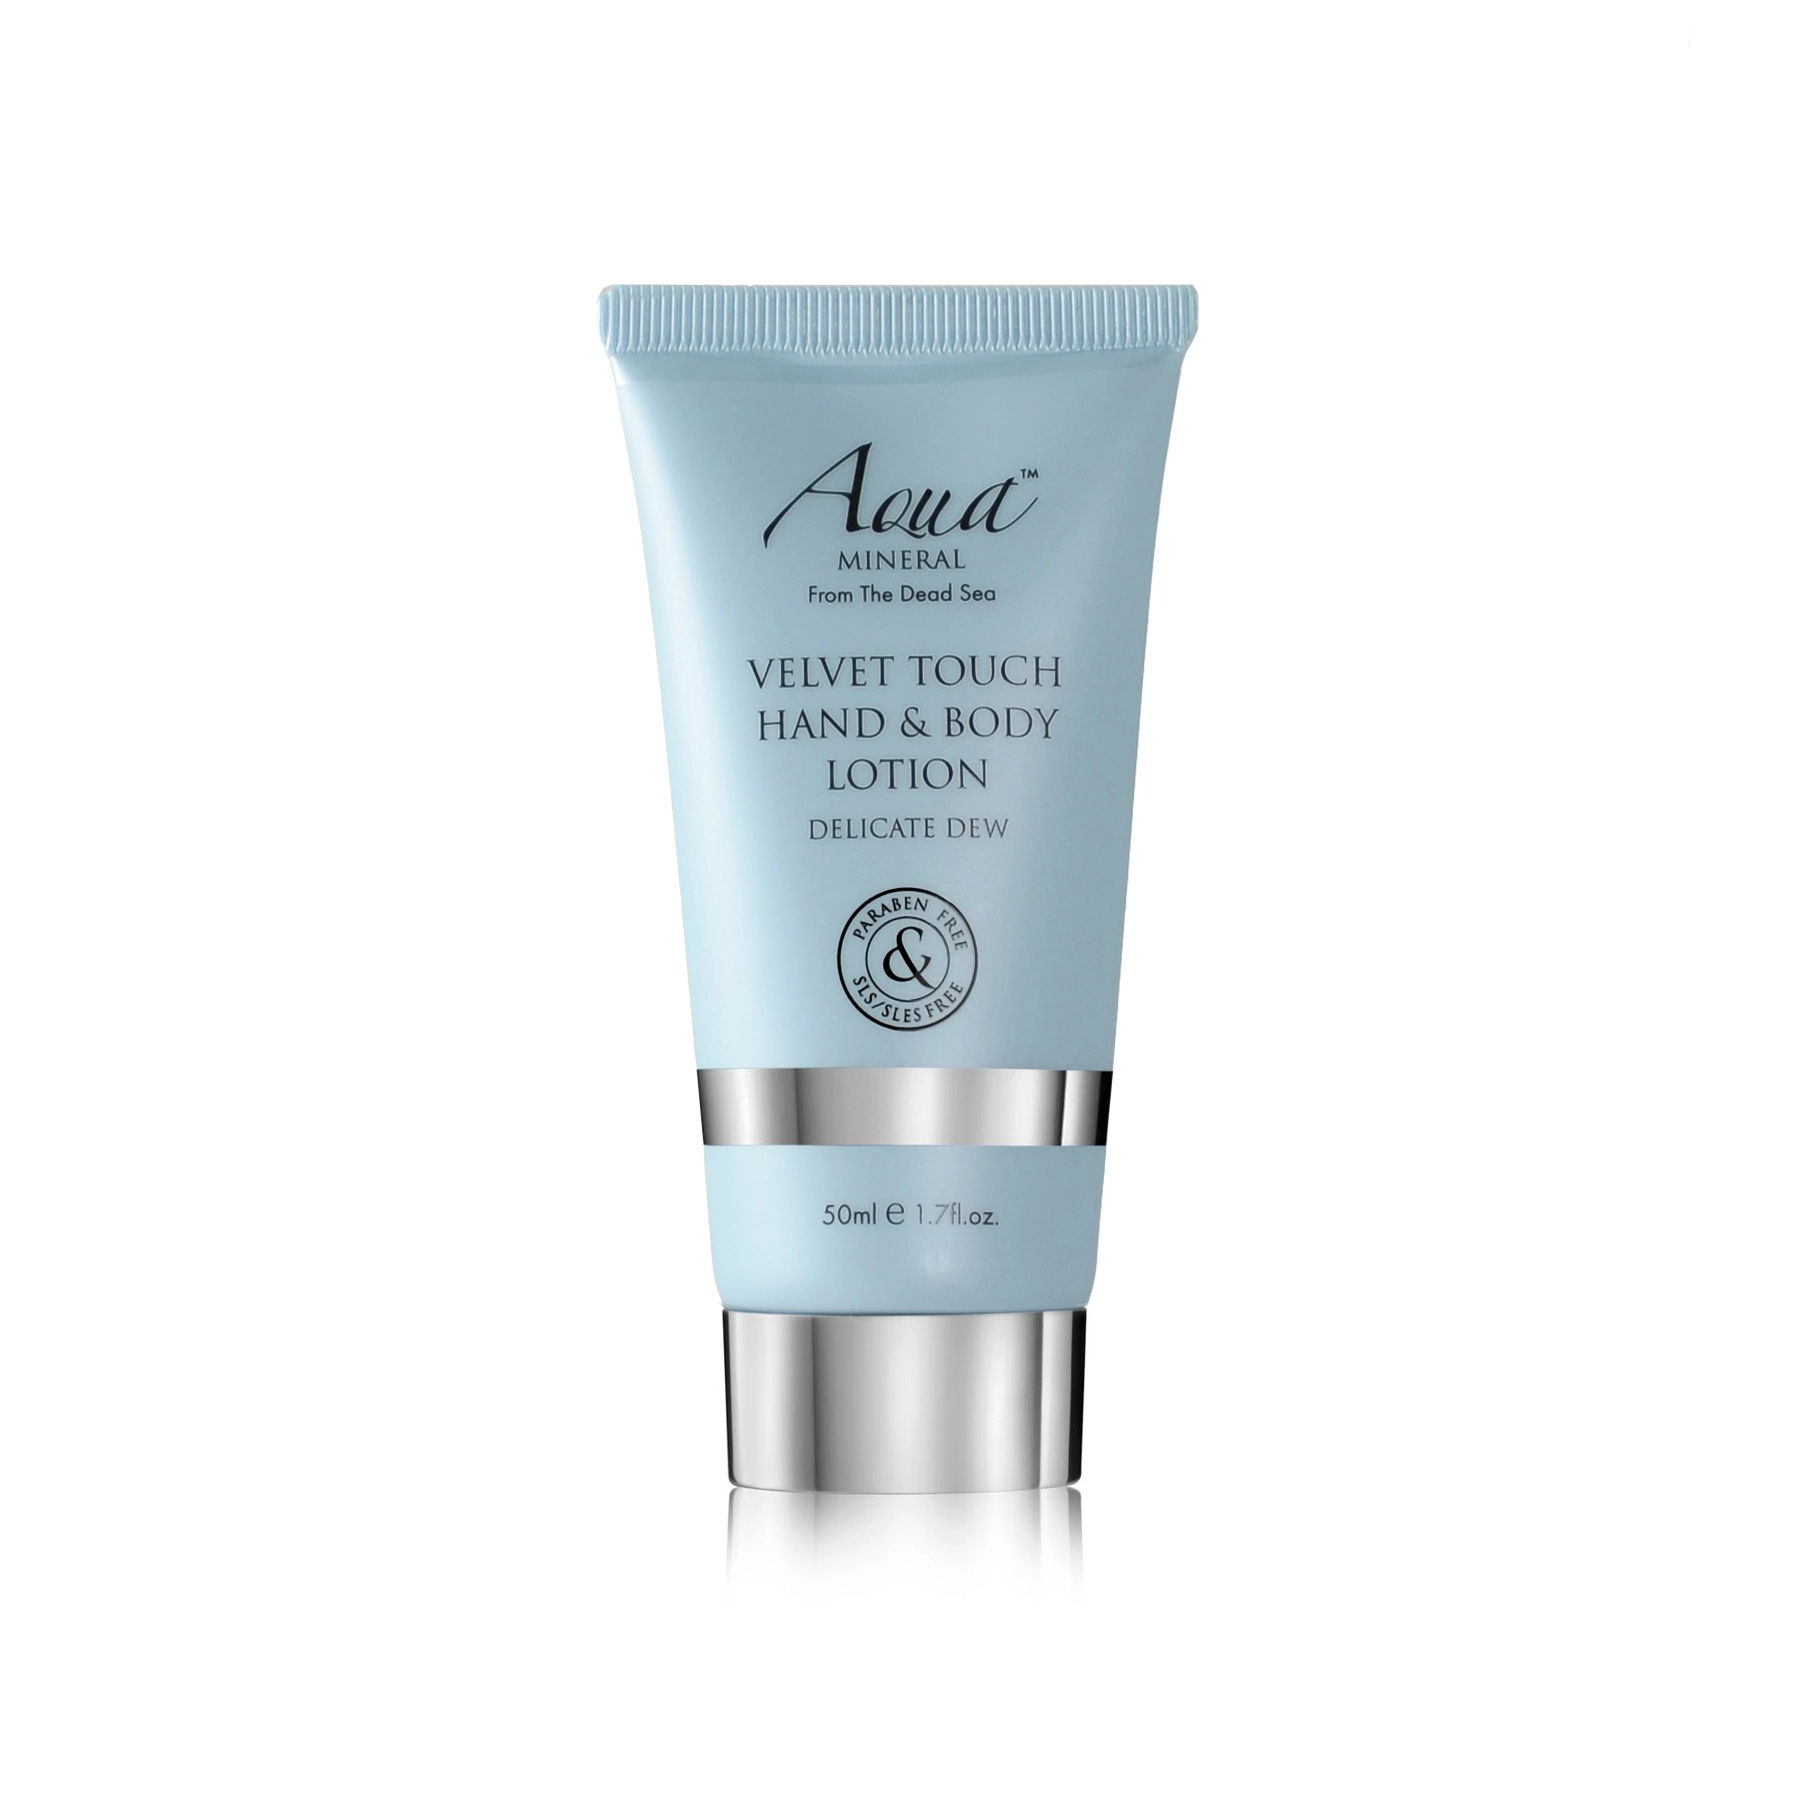 Aqua™
MINERAL
From The Dead Sea
VELVET TOUCH
HAND & BODY
LOTION
DELICATE DEW
PARABEN FREE
&
SLS/SLES FREE
50ml ℮ 1.7fl.oz.